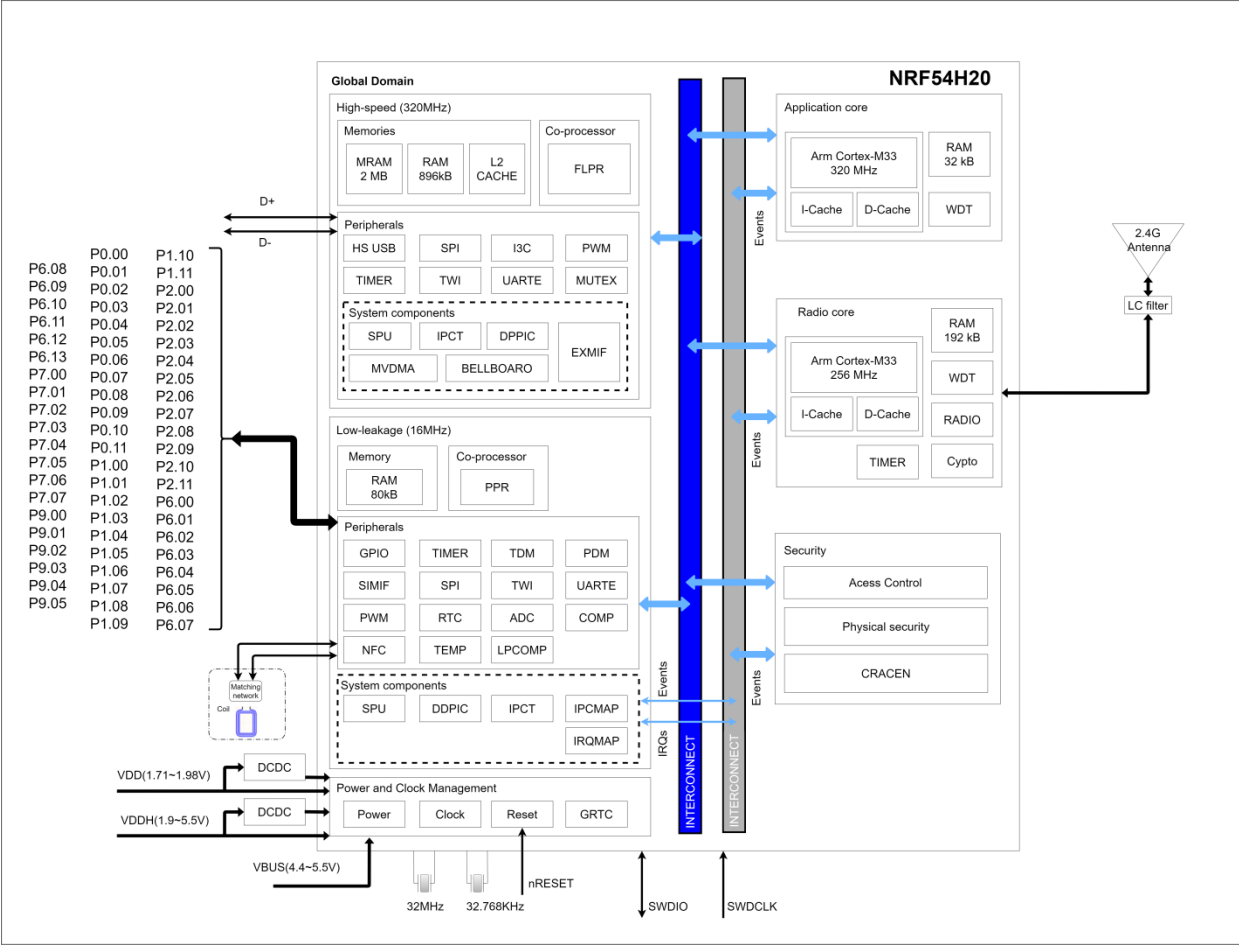 NRF54H20
Global Domain
High-speed (320MHz)
Memories
MRAM
2 MB
RAM
896kB
L2
CACHE
Co-processor
FLPR
D+
D-
Peripherals
HS USB
SPI
I3C
PWM
TIMER
TWI
UARTE
MUTEX
System components
SPU
IPCT
DPPIC
EXMIF
MVDMA
BELLBOARO
P6.08
P6.09
P6.10
P6.11
P6.12
P6.13
P7.00
P7.01
P7.02
P7.03
P7.04
P7.05
P7.06
P7.07
P9.00
P9.01
P9.02
P9.03
P9.04
P9.05
P0.00
P0.01
P0.02
P0.03
P0.04
P0.05
P0.06
P0.07
P0.08
P0.09
P0.10
P0.11
P1.00
P1.01
P1.02
P1.03
P1.04
P1.05
P1.06
P1.07
P1.08
P1.09
P1.10
P1.11
P2.00
P2.01
P2.02
P2.03
P2.04
P2.05
P2.06
P2.07
P2.08
P2.09
P2.10
P2.11
P6.00
P6.01
P6.02
P6.03
P6.04
P6.05
P6.06
P6.07
Low-leakage (16MHz)
Memory
RAM
80kB
Co-processor
PPR
Peripherals
GPIO
TIMER
TDM
PDM
SIMIF
SPI
TWI
UARTE
PWM
RTC
ADC
COMP
NFC
TEMP
LPCOMP
Matching
network
Coil
System components
SPU
DDPIC
IPCT
IPCMAP
IRQMAP
Events
IRQs
INTERCONNECT
INTERCONNECT
VDD(1.71~1.98V)
DCDC
VDDH(1.9~5.5V)
DCDC
VBUS(4.4~5.5V)
Power and Clock Management
Power
Clock
Reset
GRTC
32MHz
32.768KHz
nRESET
SWDIO
SWDCLK
Application core
Arm Cortex-M33
320 MHz
I-Cache
D-Cache
RAM
32 kB
WDT
Events
Radio core
Arm Cortex-M33
256 MHz
I-Cache
D-Cache
RAM
192 kB
WDT
RADIO
TIMER
Cypto
Events
Security
Acess Control
Physical security
CRACEN
Events
2.4G
Antenna
LC filter